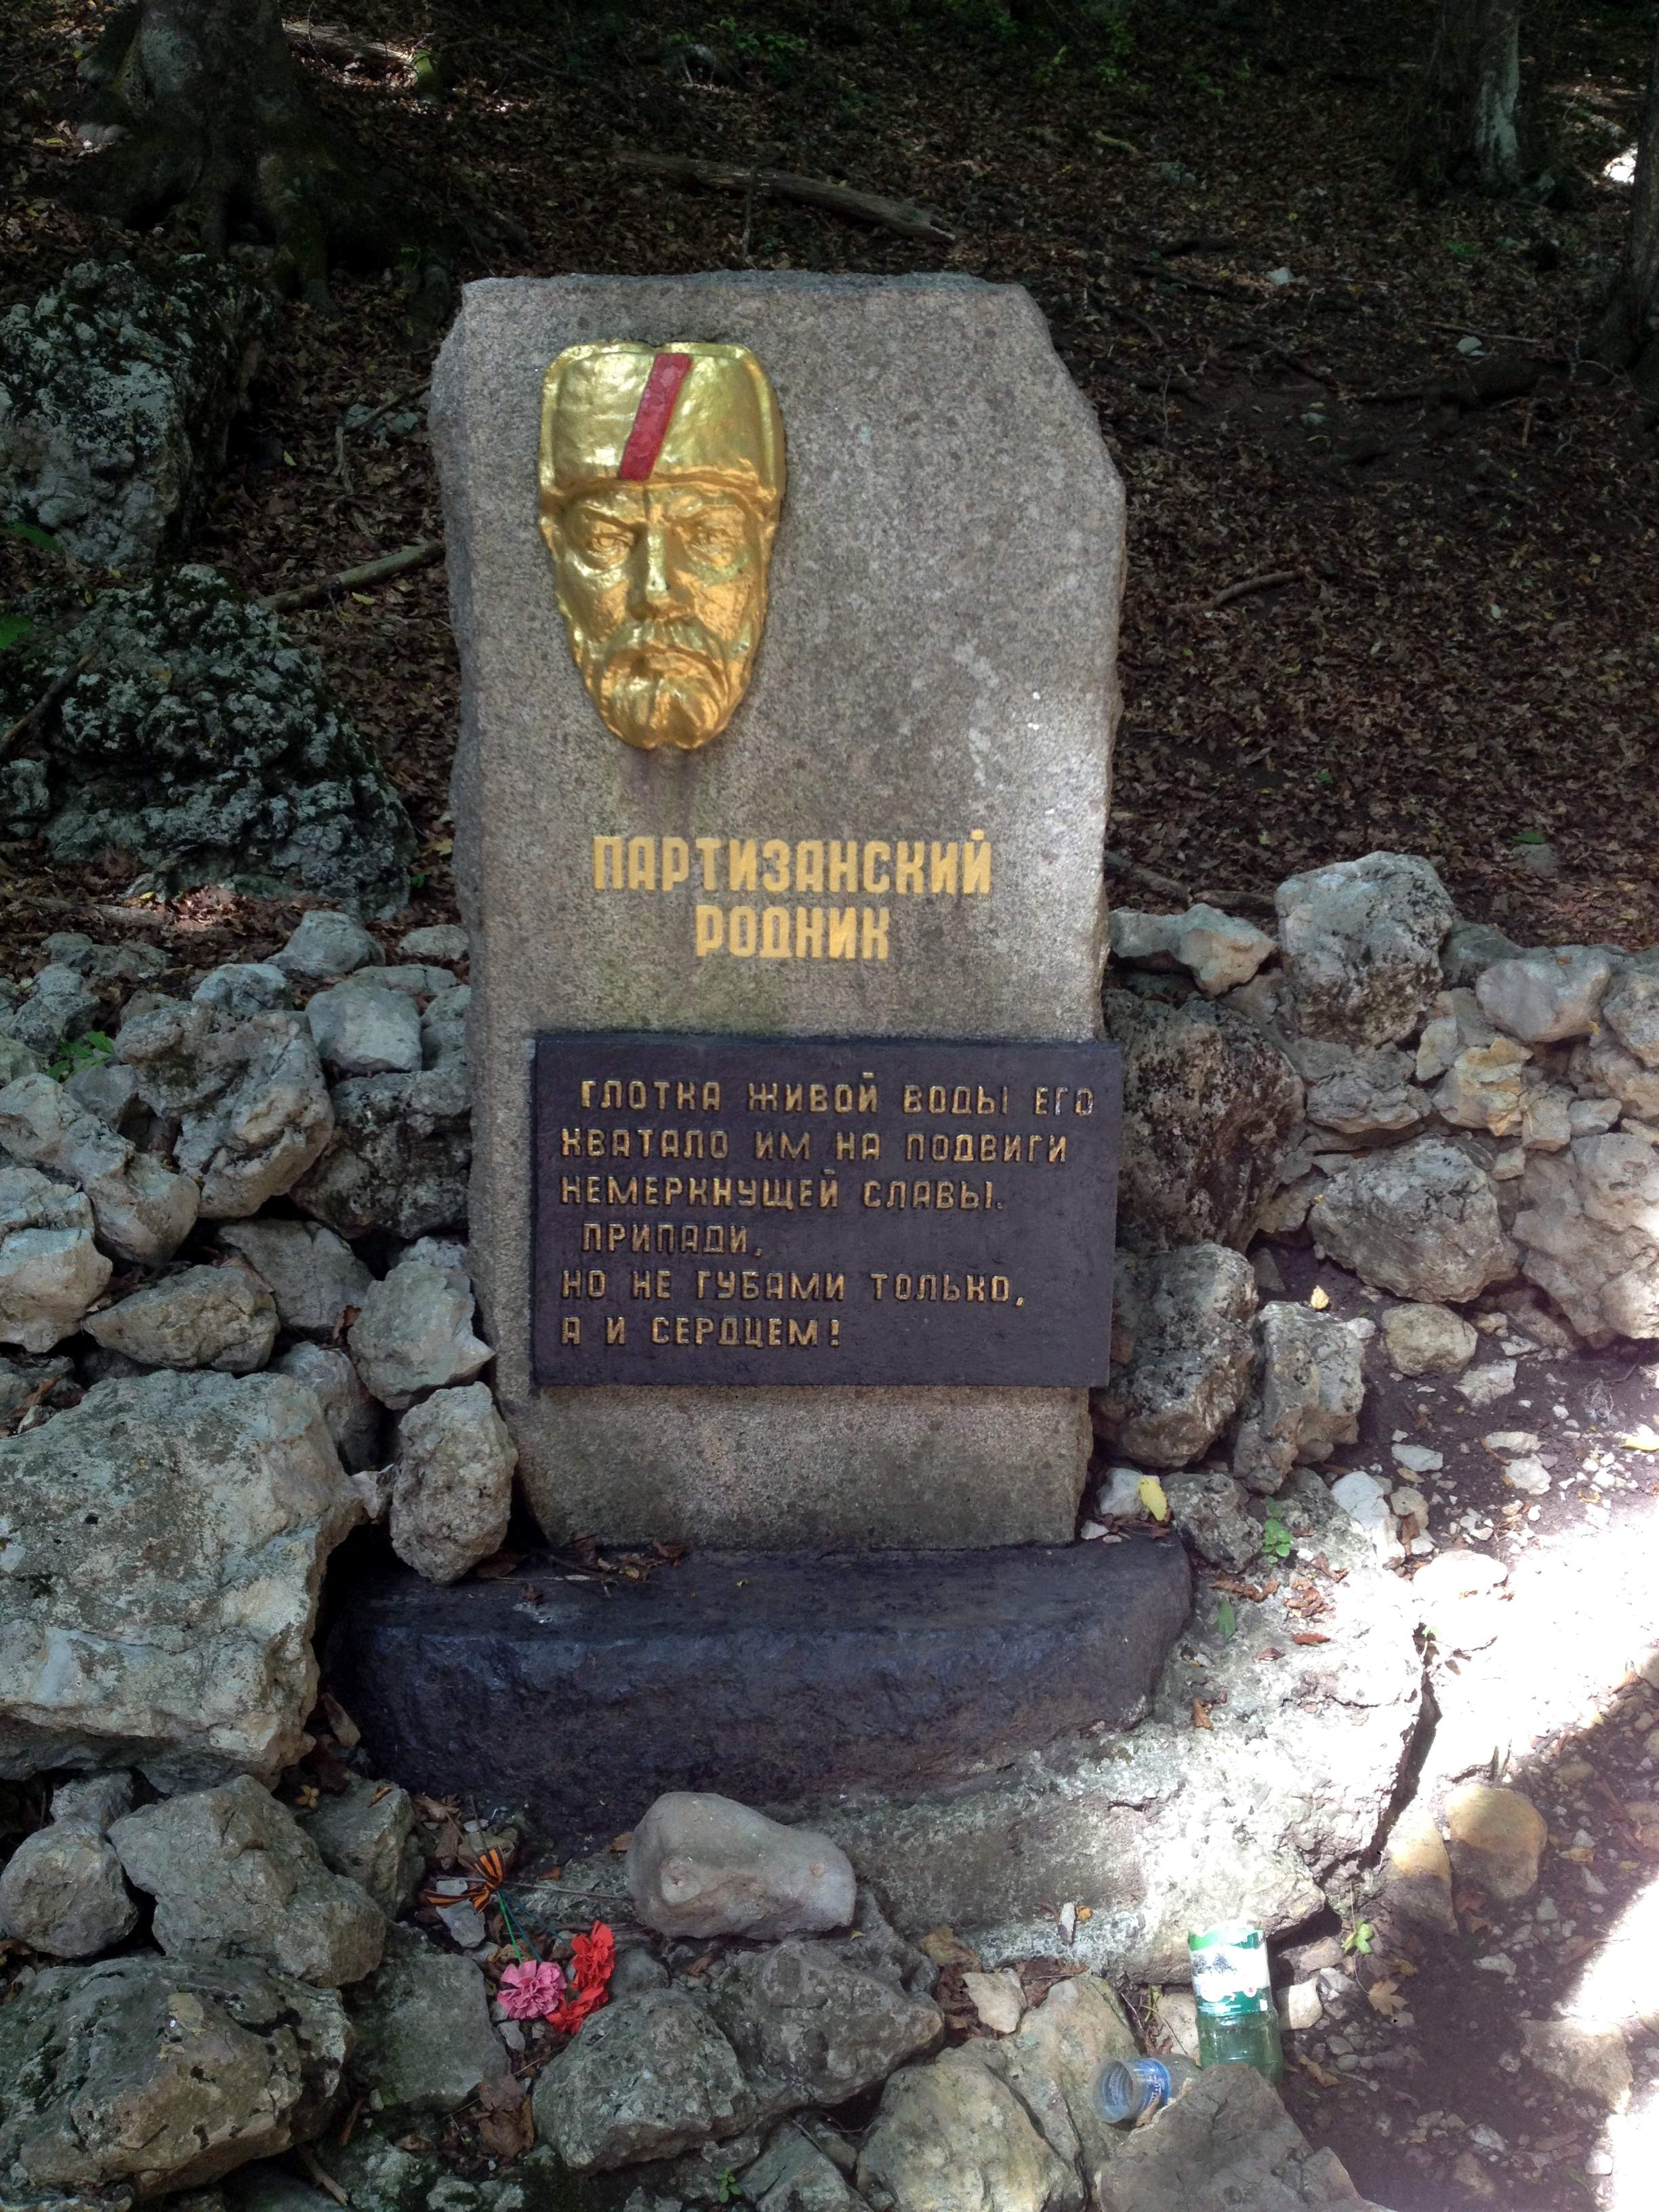 ПАРТИЗАНСКИЙ
РОДНИК
ГЛОТКА ЖИВОЙ ВОДЫ ЕГО
ХВАТАЛО ИМ НА ПОДВИГИ
НЕМЕРКНУЩЕЙ СЛАВЫ.
ПРИПАДИ,
НО НЕ ГУБАМИ ТОЛЬКО,
А И СЕРДЦЕМ!